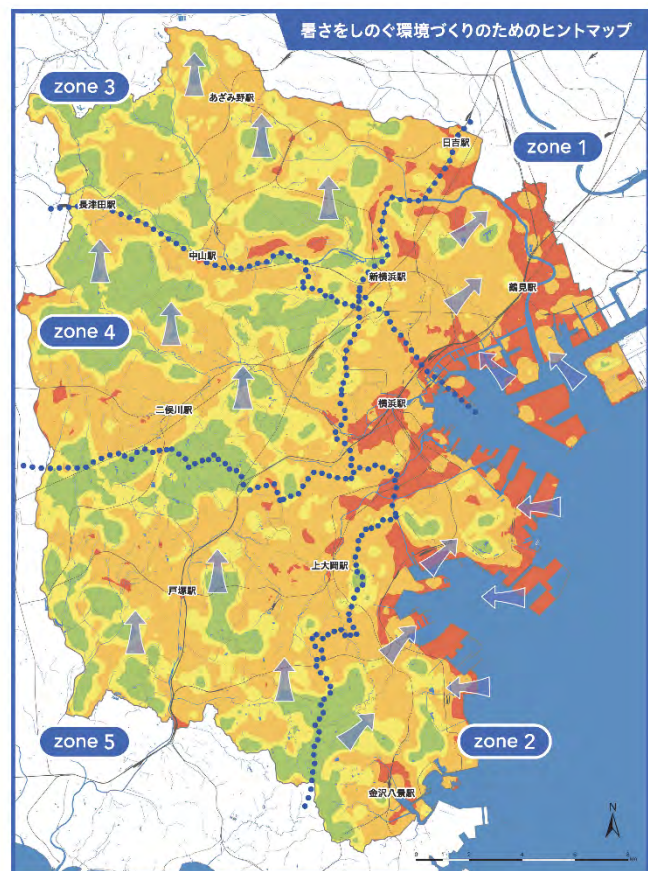 暑さをしのぐ環境づくりのためのヒントマップ
zone 3
あざみ野駅
日吉駅
zone 1
長津田駅
中山駅
新横浜駅
鶴見駅
zone 4
二俣川駅
横浜駅
上大岡駅
戸塚駅
zone 5
zone 2
金沢八景駅
N